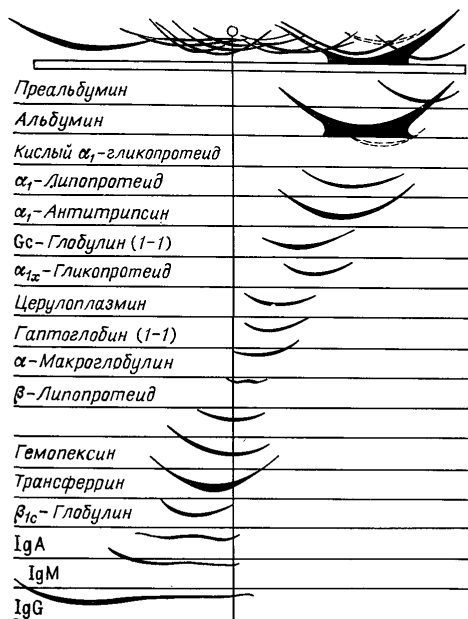 Преальбумин
Альбумин
Кислый α₁-гликопротеид
α₁-Липопротеид
α₁-Антитрипсин
Gc-Глобулин (1-1)
α₁ₓ-Гликопротеид
Церулоплазмин
Гаптоглобин (1-1)
α-Макроглобулин
β-Липопротеид
Гемопексин
Трансферрин
β₁c-Глобулин
IgA
IgM
IgG